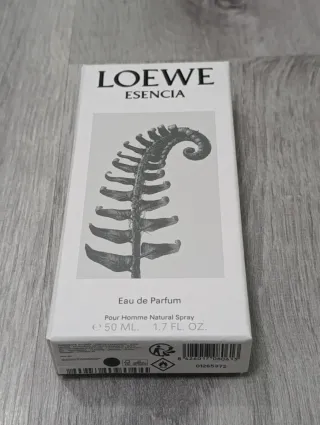 LOEWE
ESENCIA
Eau de Parfum
Pour Homme Natural Spray
50 ML. 1.7 FL. OZ.